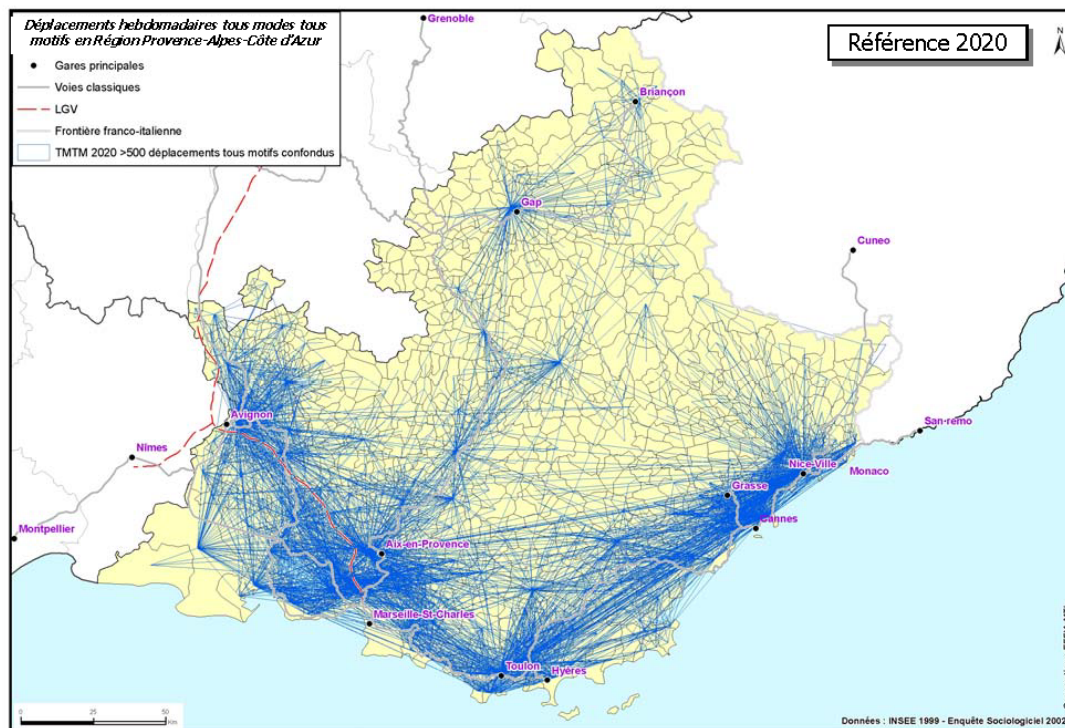 Déplacements hebdomadaires tous modes tous
motifs en Région Provence-Alpes-Côte d'Azur
Gares principales
Voies classiques
LGV
Frontière franco-italienne
TMTM 2020 >500 déplacements tous motifs confondus
Référence 2020
N
Grenoble
Briançon
Gap
Cuneo
Avignon
Nîmes
San-remo
Nice-Ville
Monaco
Grasse
Cannes
Montpellier
Aix-en-Provence
Marseille-St-Charles
Toulon
Hyères
0 25 50
Km
Données : INSEE 1999 - Enquête Sociologiciel 2002